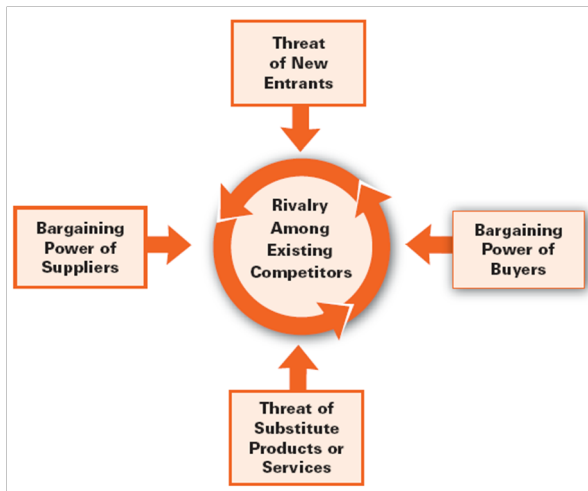 Threat
of New
Entrants
Rivalry
Among
Existing
Competitors
Bargaining
Power of
Suppliers
Bargaining
Power of
Buyers
Threat of
Substitute
Products or
Services